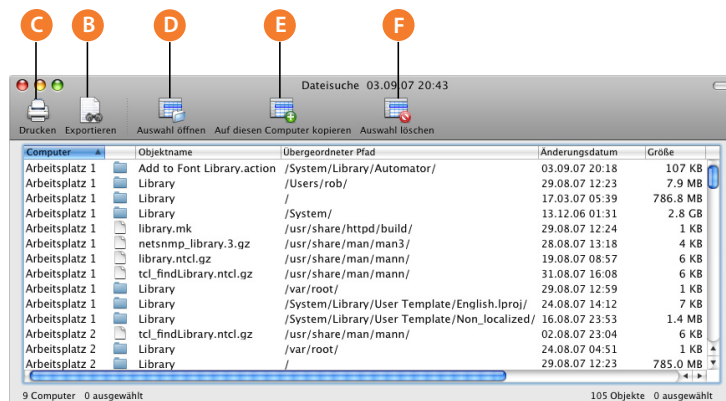 C B D E F
Dateisuche 03.09.07 20:43
Drucken Exportieren Auswahl öffnen Auf diesen Computer kopieren Auswahl löschen
Computer Objektname Übergeordneter Pfad Änderungsdatum Größe
Arbeitsplatz 1 Add to Font Library.action /System/Library/Automator/ 03.09.07 20:18 107 KB
Arbeitsplatz 1 Library /Users/rob/ 29.08.07 12:23 7.9 MB
Arbeitsplatz 1 Library / 17.03.07 05:39 786.8 MB
Arbeitsplatz 1 Library /System/ 13.12.06 01:31 2.8 GB
Arbeitsplatz 1 library.mk /usr/share/httpd/build/ 29.08.07 12:24 1 KB
Arbeitsplatz 1 netsnmp_library.3.gz /usr/share/man/man3/ 28.08.07 13:18 4 KB
Arbeitsplatz 1 library.ntcl.gz /usr/share/man/mann/ 19.08.07 08:57 6 KB
Arbeitsplatz 1 tcl_findLibrary.ntcl.gz /usr/share/man/mann/ 31.08.07 16:08 6 KB
Arbeitsplatz 1 Library /var/root/ 29.08.07 12:59 1 KB
Arbeitsplatz 1 Library /System/Library/User Template/English.lproj/ 24.08.07 14:12 7 KB
Arbeitsplatz 1 Library /System/Library/User Template/Non_localized/ 16.08.07 23:53 1.4 MB
Arbeitsplatz 2 tcl_findLibrary.ntcl.gz /usr/share/man/mann/ 02.08.07 23:04 6 KB
Arbeitsplatz 2 Library /var/root/ 24.08.07 04:51 1 KB
Arbeitsplatz 2 Library / 29.08.07 12:23 785.0 MB
9 Computer 0 ausgewählt 105 Objekte 0 ausgewählt